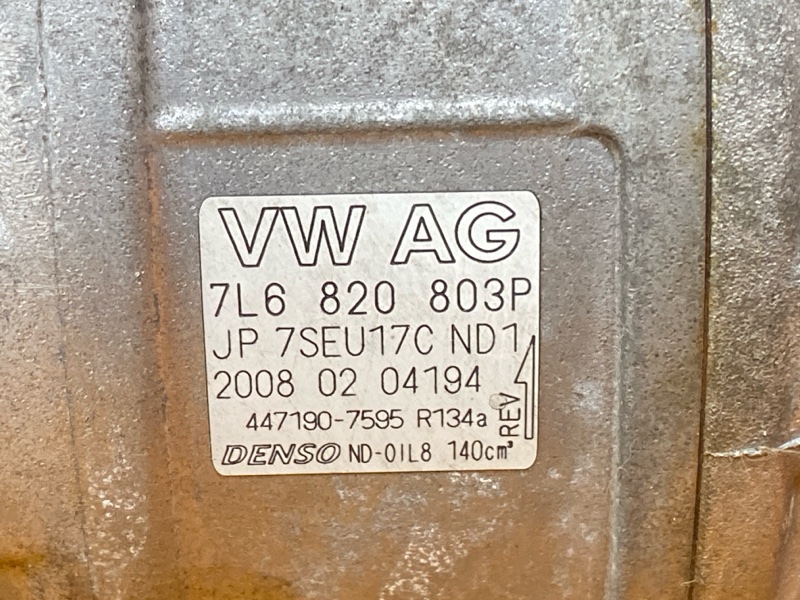 VW AG
7L6 820 803P
JP 7SEU17C ND1
2008 02 04194
447190-7595 R134a
REV
DENSO ND-OIL8 140cm³